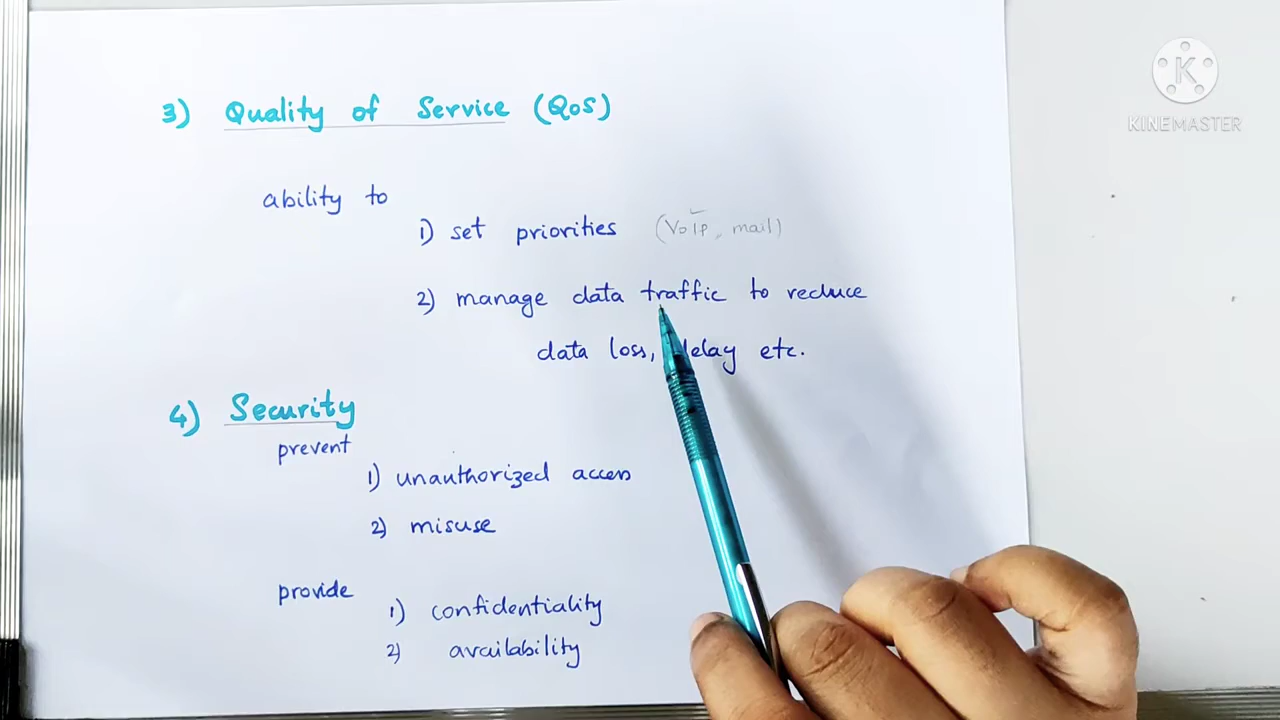 3) Quality of Service (QoS)
ability to
1) set priorities (VoIP, mail)
2) manage data traffic to reduce
data loss, delay etc.
4) Security
prevent
1) unauthorized access
2) misuse
provide
1) confidentiality
2) availability
K
KINEMASTER